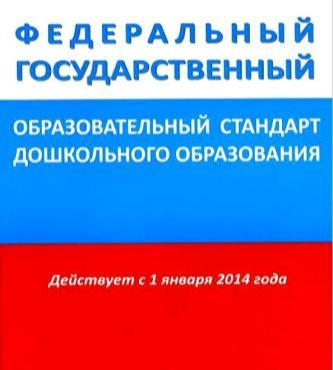 ФЕДЕРАЛЬНЫЙ
ГОСУДАРСТВЕННЫЙ
ОБРАЗОВАТЕЛЬНЫЙ СТАНДАРТ
ДОШКОЛЬНОГО ОБРАЗОВАНИЯ
Действует с 1 января 2014 года